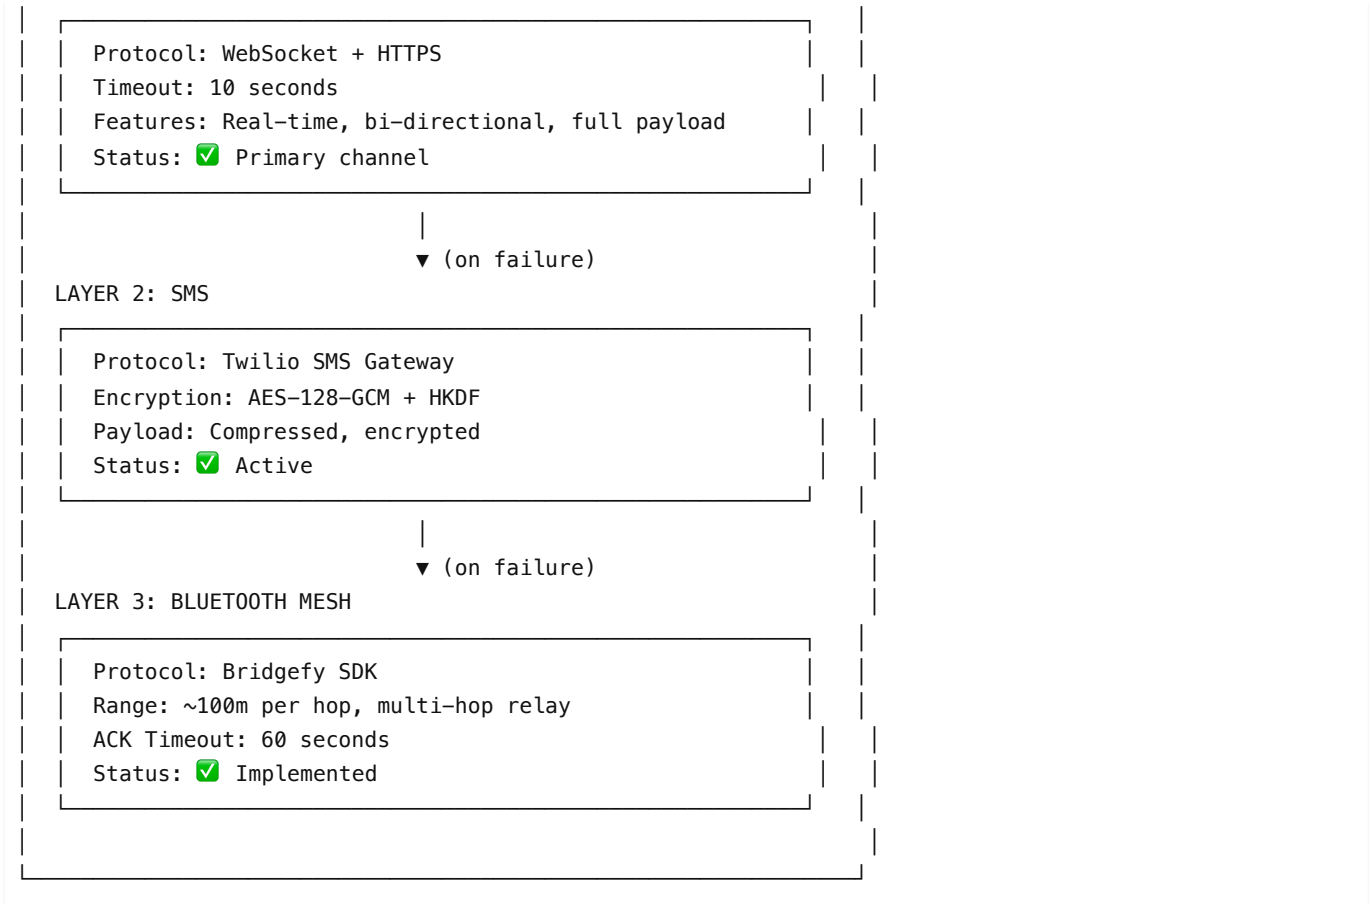 Protocol: WebSocket + HTTPS
Timeout: 10 seconds
Features: Real-time, bi-directional, full payload
Status: ✅ Primary channel
▼ (on failure)
LAYER 2: SMS
Protocol: Twilio SMS Gateway
Encryption: AES-128-GCM + HKDF
Payload: Compressed, encrypted
Status: ✅ Active
▼ (on failure)
LAYER 3: BLUETOOTH MESH
Protocol: Bridgefy SDK
Range: ~100m per hop, multi-hop relay
ACK Timeout: 60 seconds
Status: ✅ Implemented